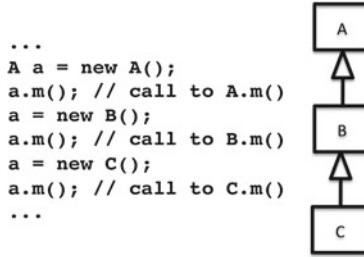 ...
A a = new A();
a.m(); // call to A.m()
a = new B();
a.m(); // call to B.m()
a = new C();
a.m(); // call to C.m()
...
A
B
C